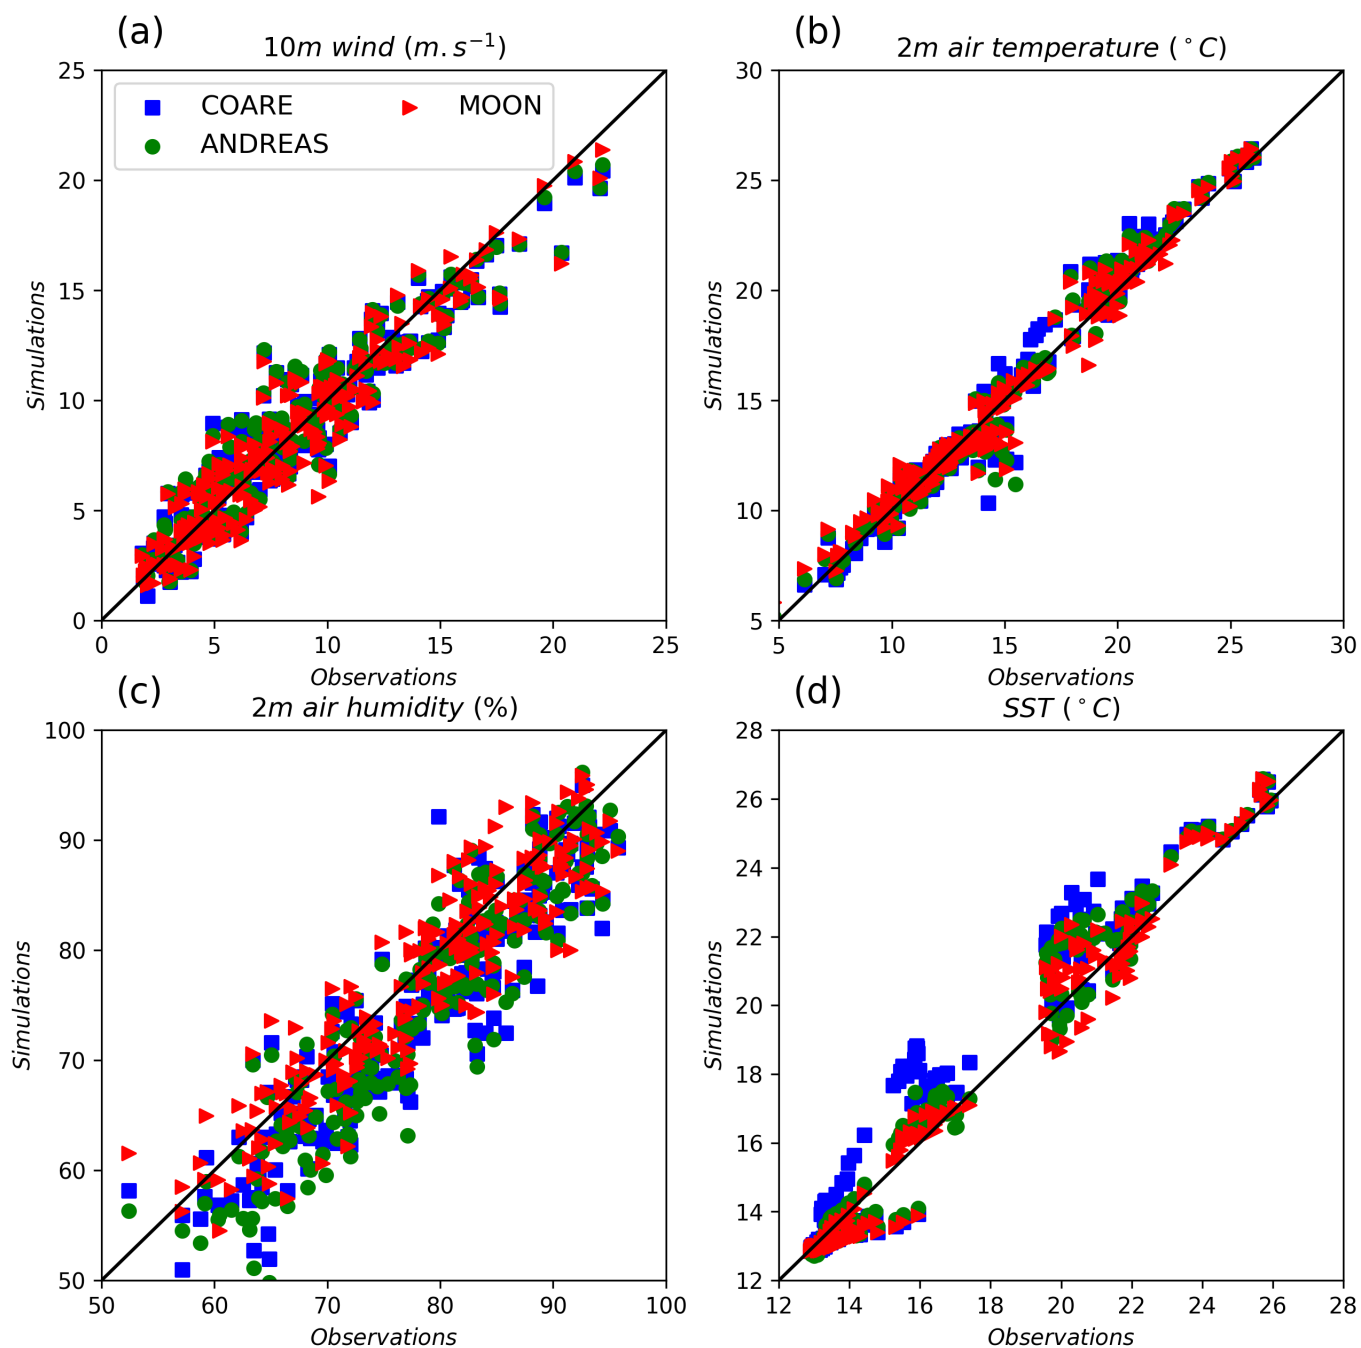 (a)
10m wind (m.s⁻¹)
25
20
15
10
5
0
Simulations
COARE
MOON
ANDREAS
0 5 10 15 20 25
Observations
(b)
2m air temperature (°C)
30
25
20
15
10
5
Simulations
5 10 15 20 25 30
Observations
(c)
2m air humidity (%)
100
90
80
70
60
50
Simulations
50 60 70 80 90 100
Observations
(d)
SST (°C)
28
26
24
22
20
18
16
14
12
Simulations
12 14 16 18 20 22 24 26 28
Observations